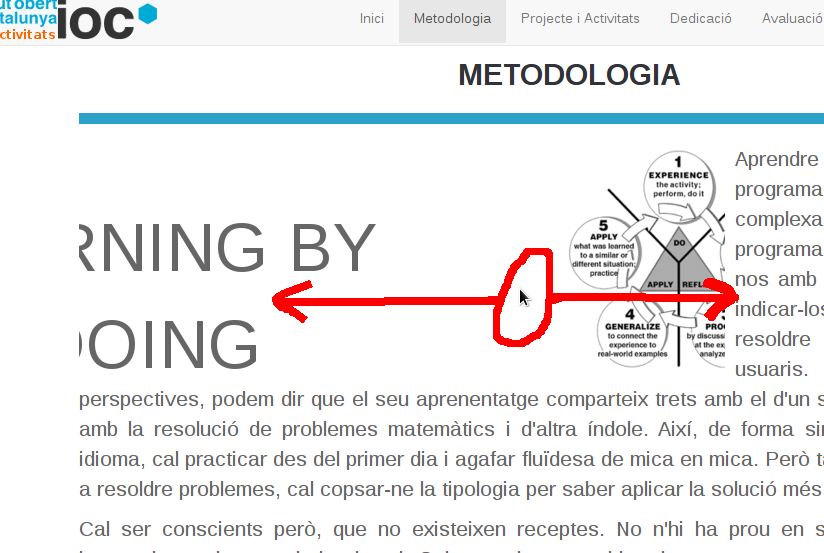 ut obert
talunya
ctivitats
ioc
Inici Metodologia Projecte i Activitats Dedicació Avaluació
METODOLOGIA
RNING BY
OING
1
EXPERIENCE
the activity;
perform, do it
5
APPLY
what was learned
to a similar or
different situation;
practice
DO
APPLY REFL
4
GENERALIZE
to connect the
experience to
real-world examples
PRO
by discuss
at the ex
analyze
Aprendre
programa
complexa
programa
nos amb
indicar-los
resoldre
usuaris.
perspectives, podem dir que el seu aprenentatge comparteix trets amb el d'un s
amb la resolució de problemes matemàtics i d'altra índole. Així, de forma sin
idioma, cal practicar des del primer dia i agafar fluïdesa de mica en mica. Però ta
a resoldre problemes, cal copsar-ne la tipologia per saber aplicar la solució més
Cal ser conscients però, que no existeixen receptes. No n'hi ha prou en s